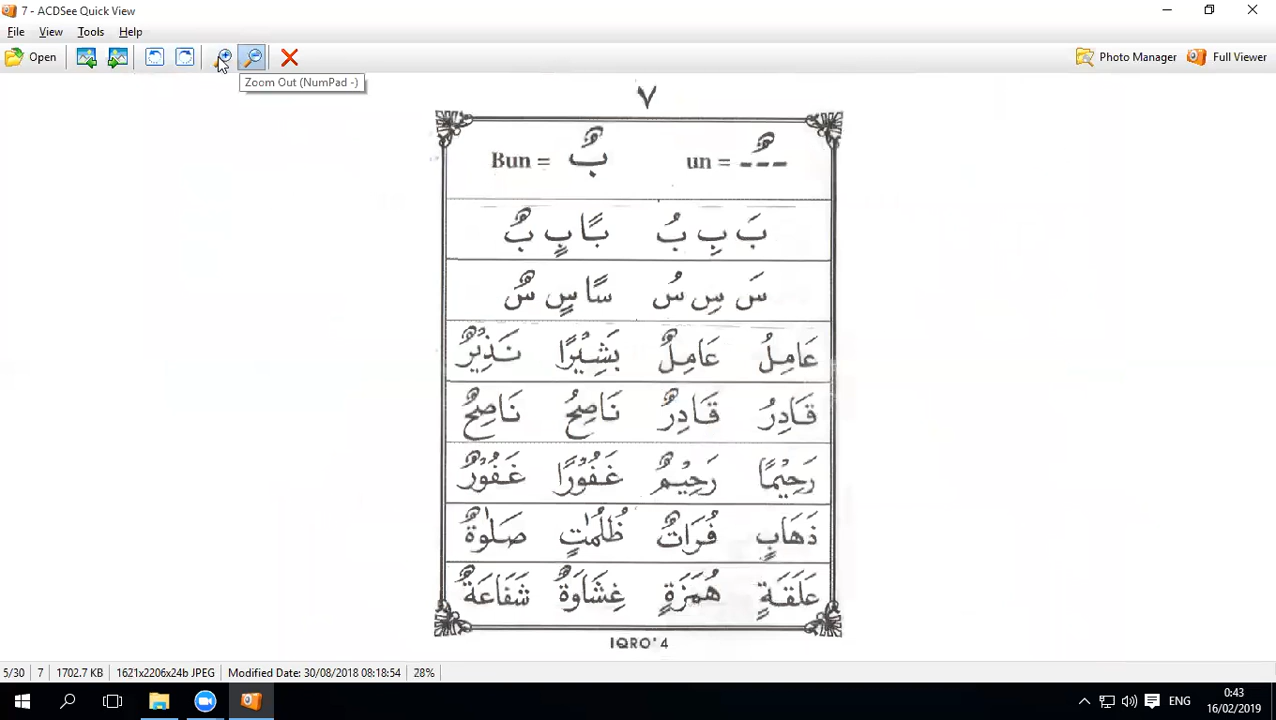 7 - ACDSee Quick View
File View Tools Help
Open
Photo Manager Full Viewer
Zoom Out (NumPad -)
٧
ـٌ = un بٌ = Bun
بَ بِ بُ بًا بٍ بٌ
سَ سِ سُ سًا سٍ سٌ
عَامِلُ عَامِلٌ بَشِيْرًا نَذِيْرٌ
قَادِرُ قَادِرٌ نَاصِحُ نَاصِحٌ
رَحِيْمًا رَحِيْمٌ غَفُوْرًا غَفُوْرٌ
ذَهَابٍ فُرَاتٌ ظُلُمٰتٍ صَلٰوةٌ
عَلَقَةٍ هُمَزَةٍ غِشَاوَةٌ شَفَاعَةٌ
IQRO' 4
5/30 7 1702.7 KB 1621x2206x24b JPEG Modified Date: 30/08/2018 08:18:54 28%
ENG
0:43
16/02/2019